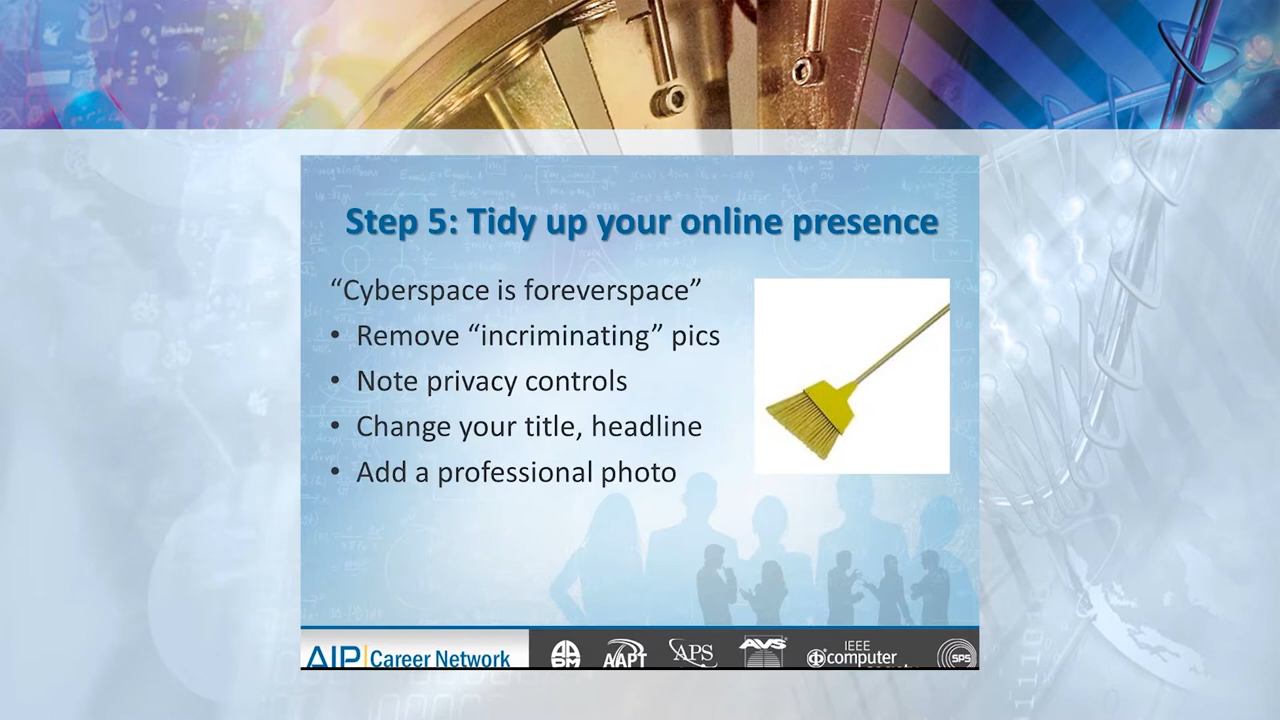 Step 5: Tidy up your online presence
“Cyberspace is foreverspace”
• Remove “incriminating” pics
• Note privacy controls
• Change your title, headline
• Add a professional photo
AIP|Career Network
AAPT
APS
AVS
IEEE
computer
society
SPS